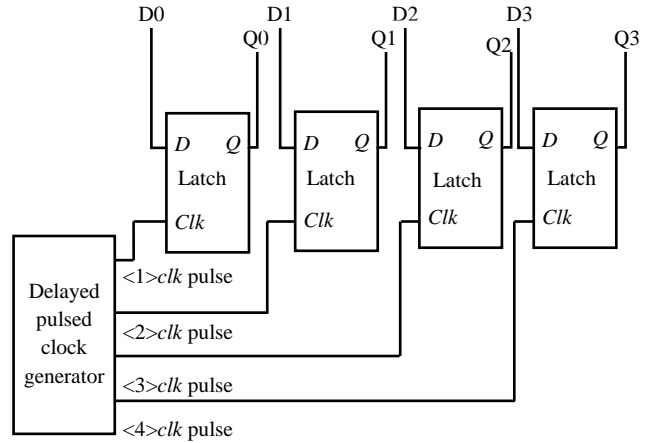 D0 D1 D2 D3
Q0 Q1 Q2 Q3
D Q D Q D Q D Q
Latch Latch Latch Latch
Clk Clk Clk Clk
Delayed
pulsed
clock
generator
<1>clk pulse
<2>clk pulse
<3>clk pulse
<4>clk pulse